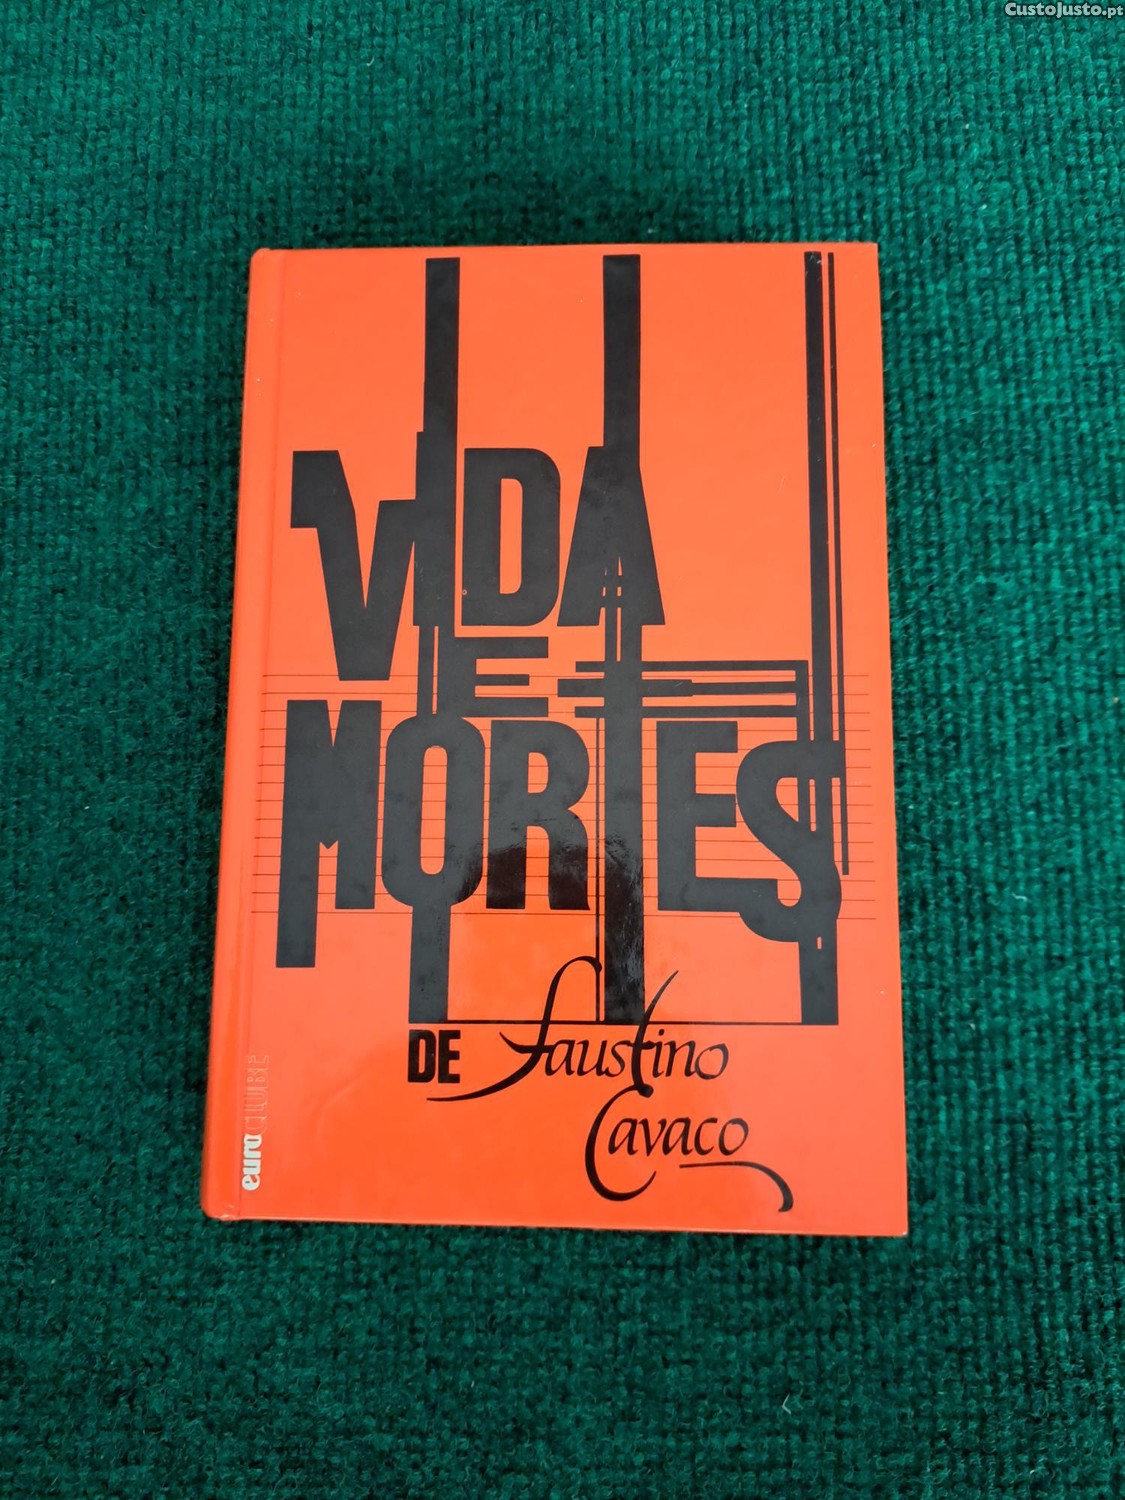 CustoJusto.pt
VIDA
E
MORTES
DE Faustino
Cavaco
euroCLUBE